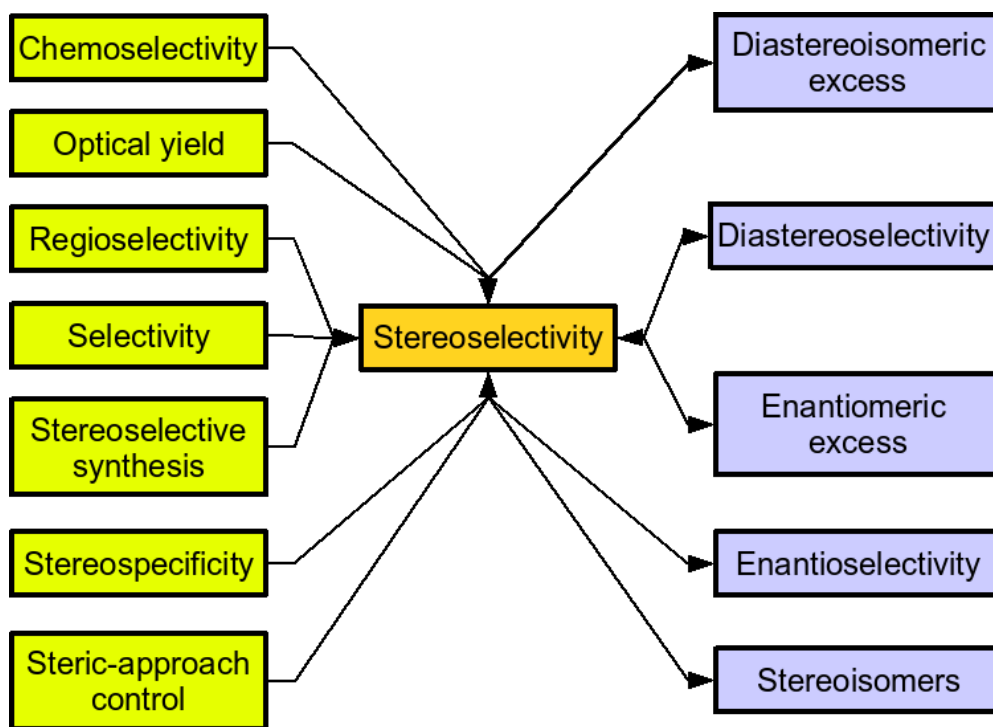 Chemoselectivity
Optical yield
Regioselectivity
Selectivity
Stereoselective
synthesis
Stereospecificity
Steric-approach
control
Stereoselectivity
Diastereoisomeric
excess
Diastereoselectivity
Enantiomeric
excess
Enantioselectivity
Stereoisomers